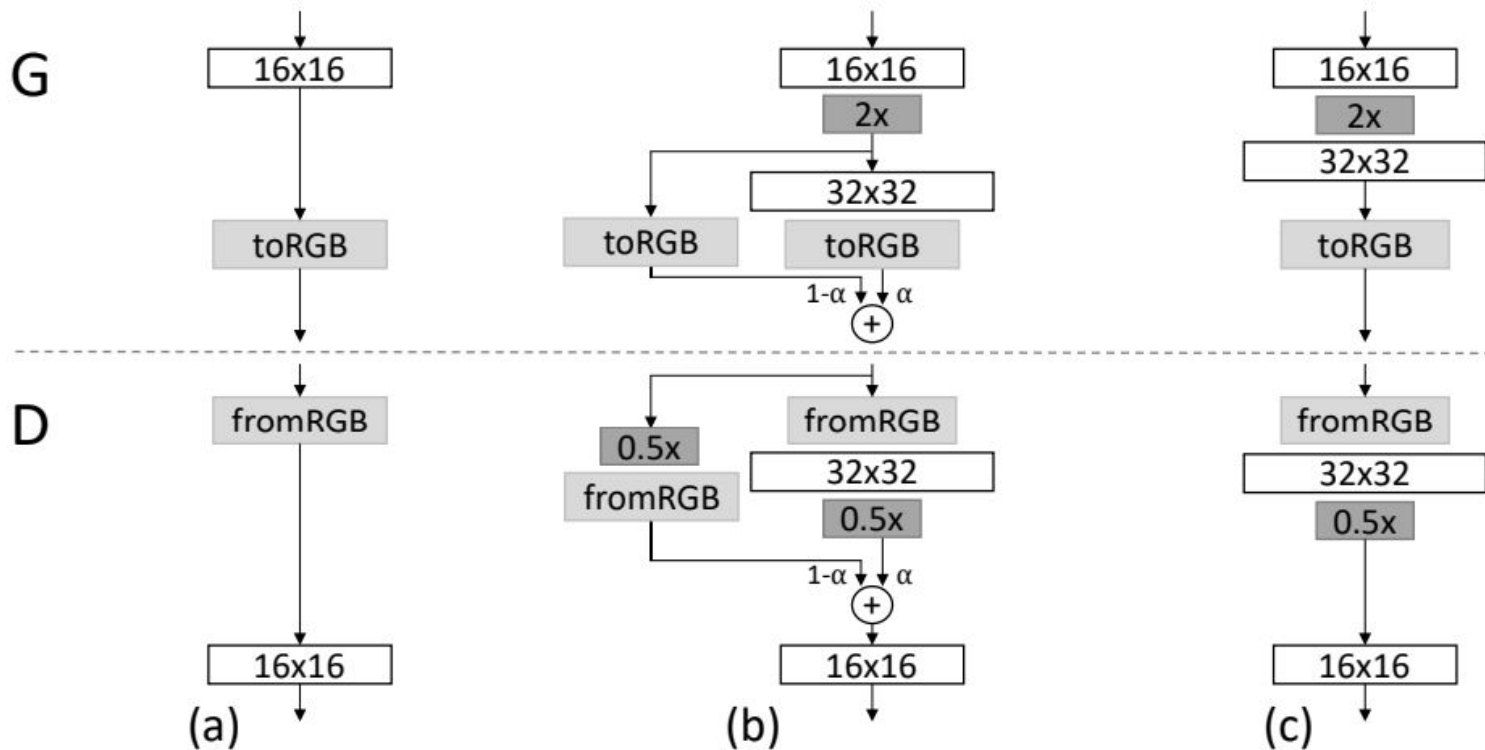 G
16x16
toRGB
16x16
2x
32x32
toRGB
toRGB
1-α
α
+
16x16
2x
32x32
toRGB
D
fromRGB
16x16
fromRGB
0.5x
32x32
fromRGB
0.5x
1-α
α
+
16x16
fromRGB
32x32
0.5x
16x16
(a)
(b)
(c)